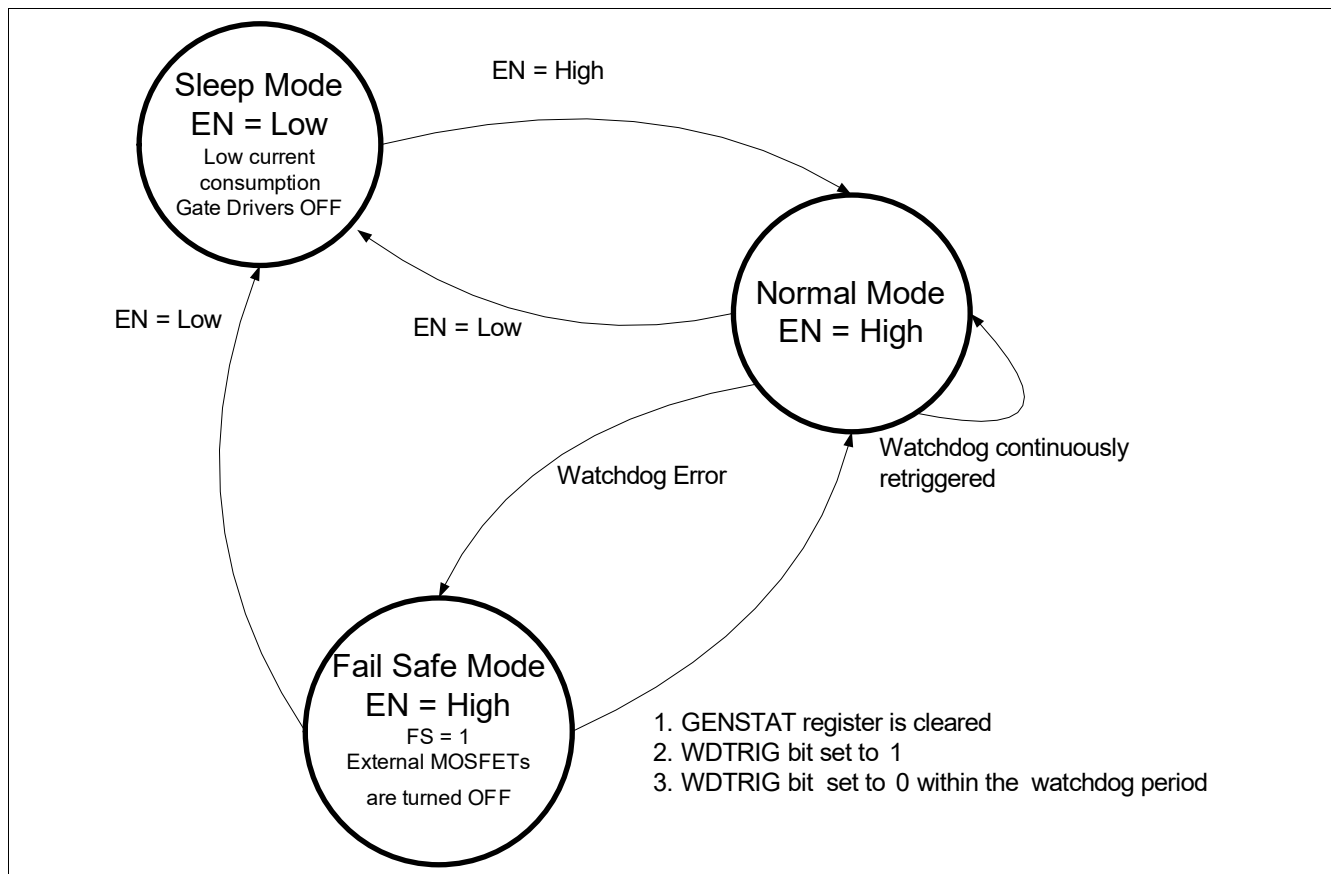 Sleep Mode
EN = Low
Low current
consumption
Gate Drivers OFF
EN = High
Normal Mode
EN = High
EN = Low
EN = Low
Watchdog continuously
retriggered
Watchdog Error
Fail Safe Mode
EN = High
FS = 1
External MOSFETs
are turned OFF
1. GENSTAT register is cleared
2. WDTRIG bit set to 1
3. WDTRIG bit set to 0 within the watchdog period